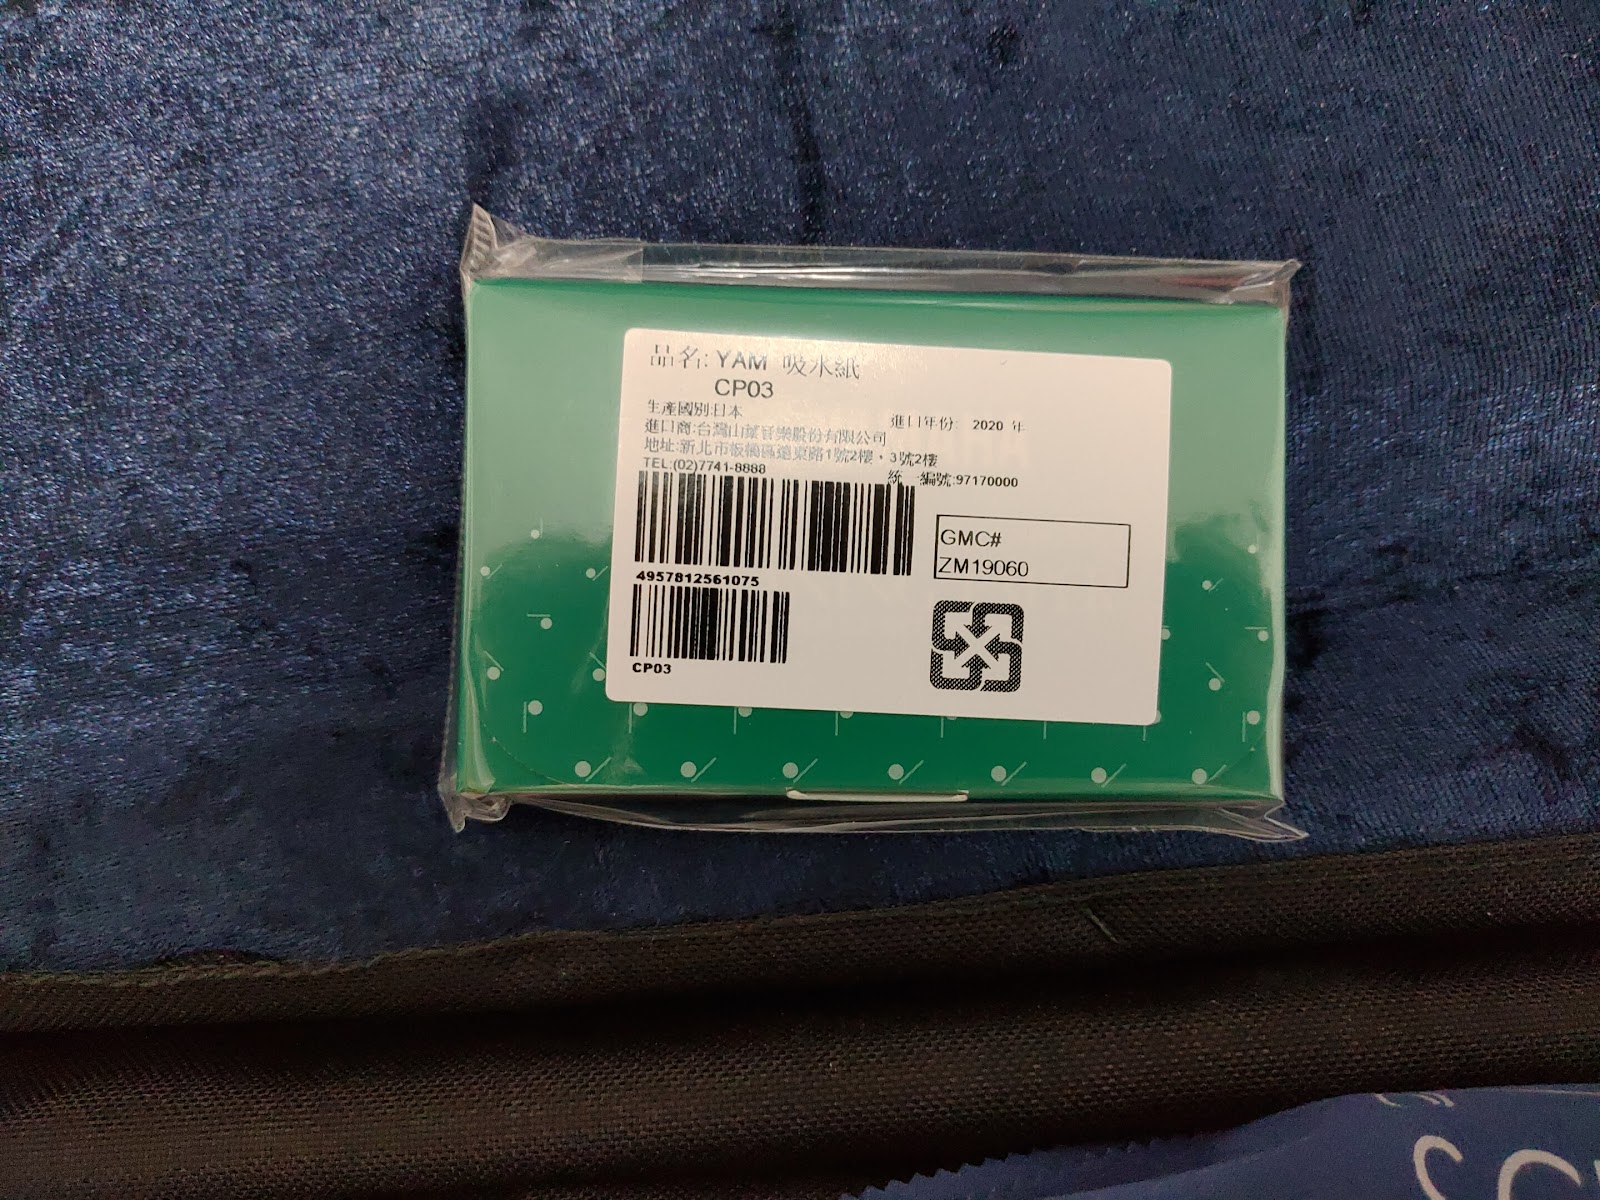 品名: YAM 吸水紙
CP03
生產國別:日本
進口年份: 2020 年
進口商:台灣山葉音樂股份有限公司
地址:新北市板橋區遠東路1號2樓、3號2樓
TEL:(02)7741-8888
統一編號:97170000
4957812561075
GMC#
ZM19060
CP03